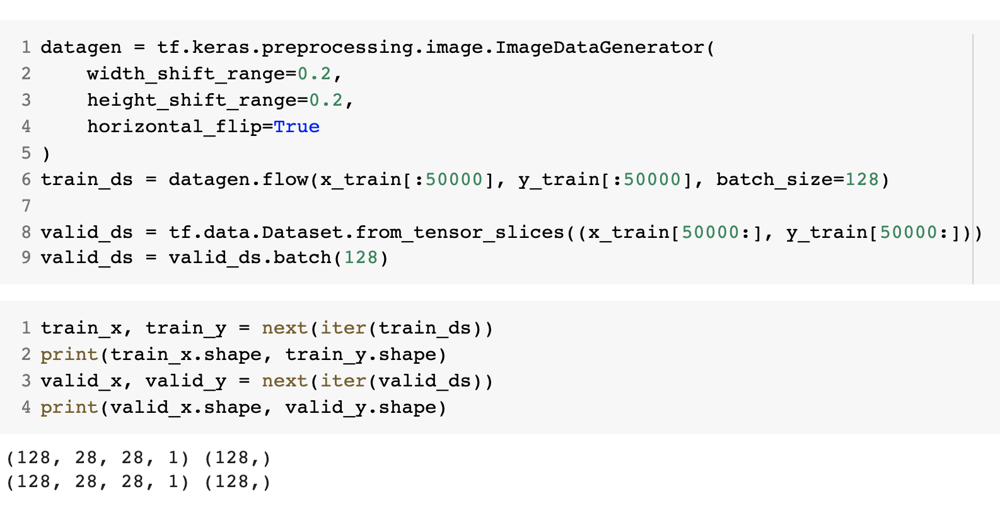 1 datagen = tf.keras.preprocessing.image.ImageDataGenerator(
2     width_shift_range=0.2,
3     height_shift_range=0.2,
4     horizontal_flip=True
5 )
6 train_ds = datagen.flow(x_train[:50000], y_train[:50000], batch_size=128)
7
8 valid_ds = tf.data.Dataset.from_tensor_slices((x_train[50000:], y_train[50000:]))
9 valid_ds = valid_ds.batch(128)
1 train_x, train_y = next(iter(train_ds))
2 print(train_x.shape, train_y.shape)
3 valid_x, valid_y = next(iter(valid_ds))
4 print(valid_x.shape, valid_y.shape)
(128, 28, 28, 1) (128,)
(128, 28, 28, 1) (128,)